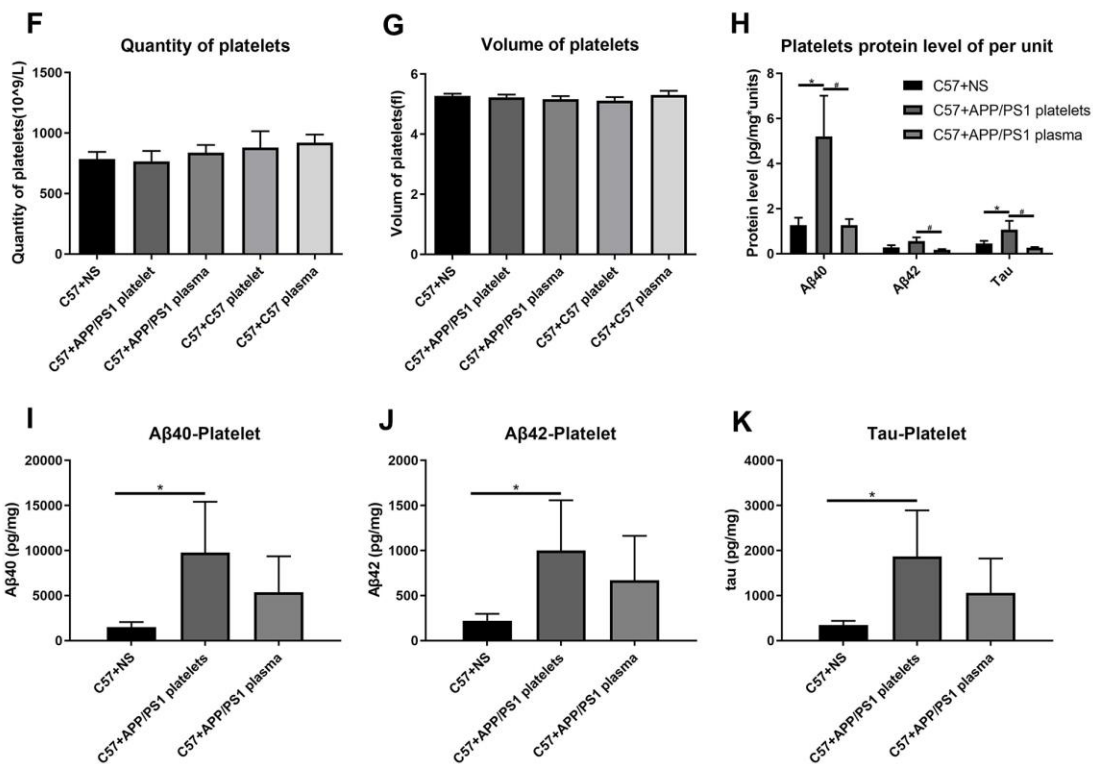 F
Quantity of platelets
Quantity of platelets(10^9/L)
1500
1000
500
0
C57+NS
C57+APP/PS1 platelet
C57+APP/PS1 plasma
C57+C57 platelet
C57+C57 plasma
G
Volume of platelets
Volum of platelets(fl)
6
4
2
0
C57+NS
C57+APP/PS1 platelet
C57+APP/PS1 plasma
C57+C57 platelet
C57+C57 plasma
H
Platelets protein level of per unit
Protein level (pg/mg*units)
8
6
4
2
0
* #
#
* #
Aβ40
Aβ42
Tau
C57+NS
C57+APP/PS1 platelets
C57+APP/PS1 plasma
I
Aβ40-Platelet
Aβ40 (pg/mg)
20000
15000
10000
5000
0
*
C57+NS
C57+APP/PS1 platelets
C57+APP/PS1 plasma
J
Aβ42-Platelet
Aβ42 (pg/mg)
2000
1500
1000
500
0
*
C57+NS
C57+APP/PS1 platelets
C57+APP/PS1 plasma
K
Tau-Platelet
tau (pg/mg)
4000
3000
2000
1000
0
*
C57+NS
C57+APP/PS1 platelets
C57+APP/PS1 plasma